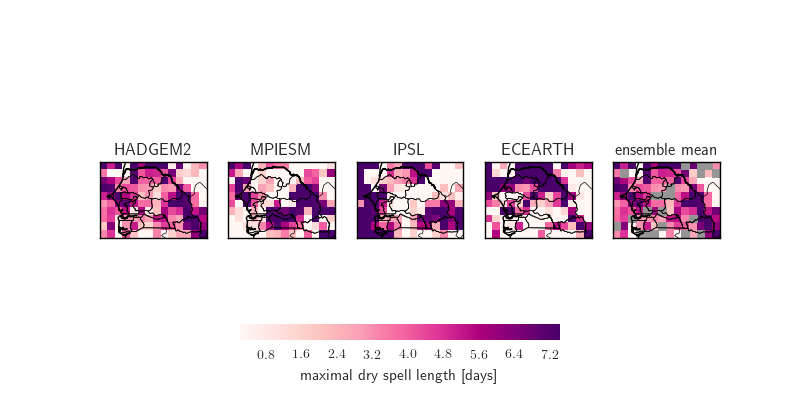 HADGEM2 MPIESM IPSL ECEARTH ensemble mean
0.8 1.6 2.4 3.2 4.0 4.8 5.6 6.4 7.2
maximal dry spell length [days]